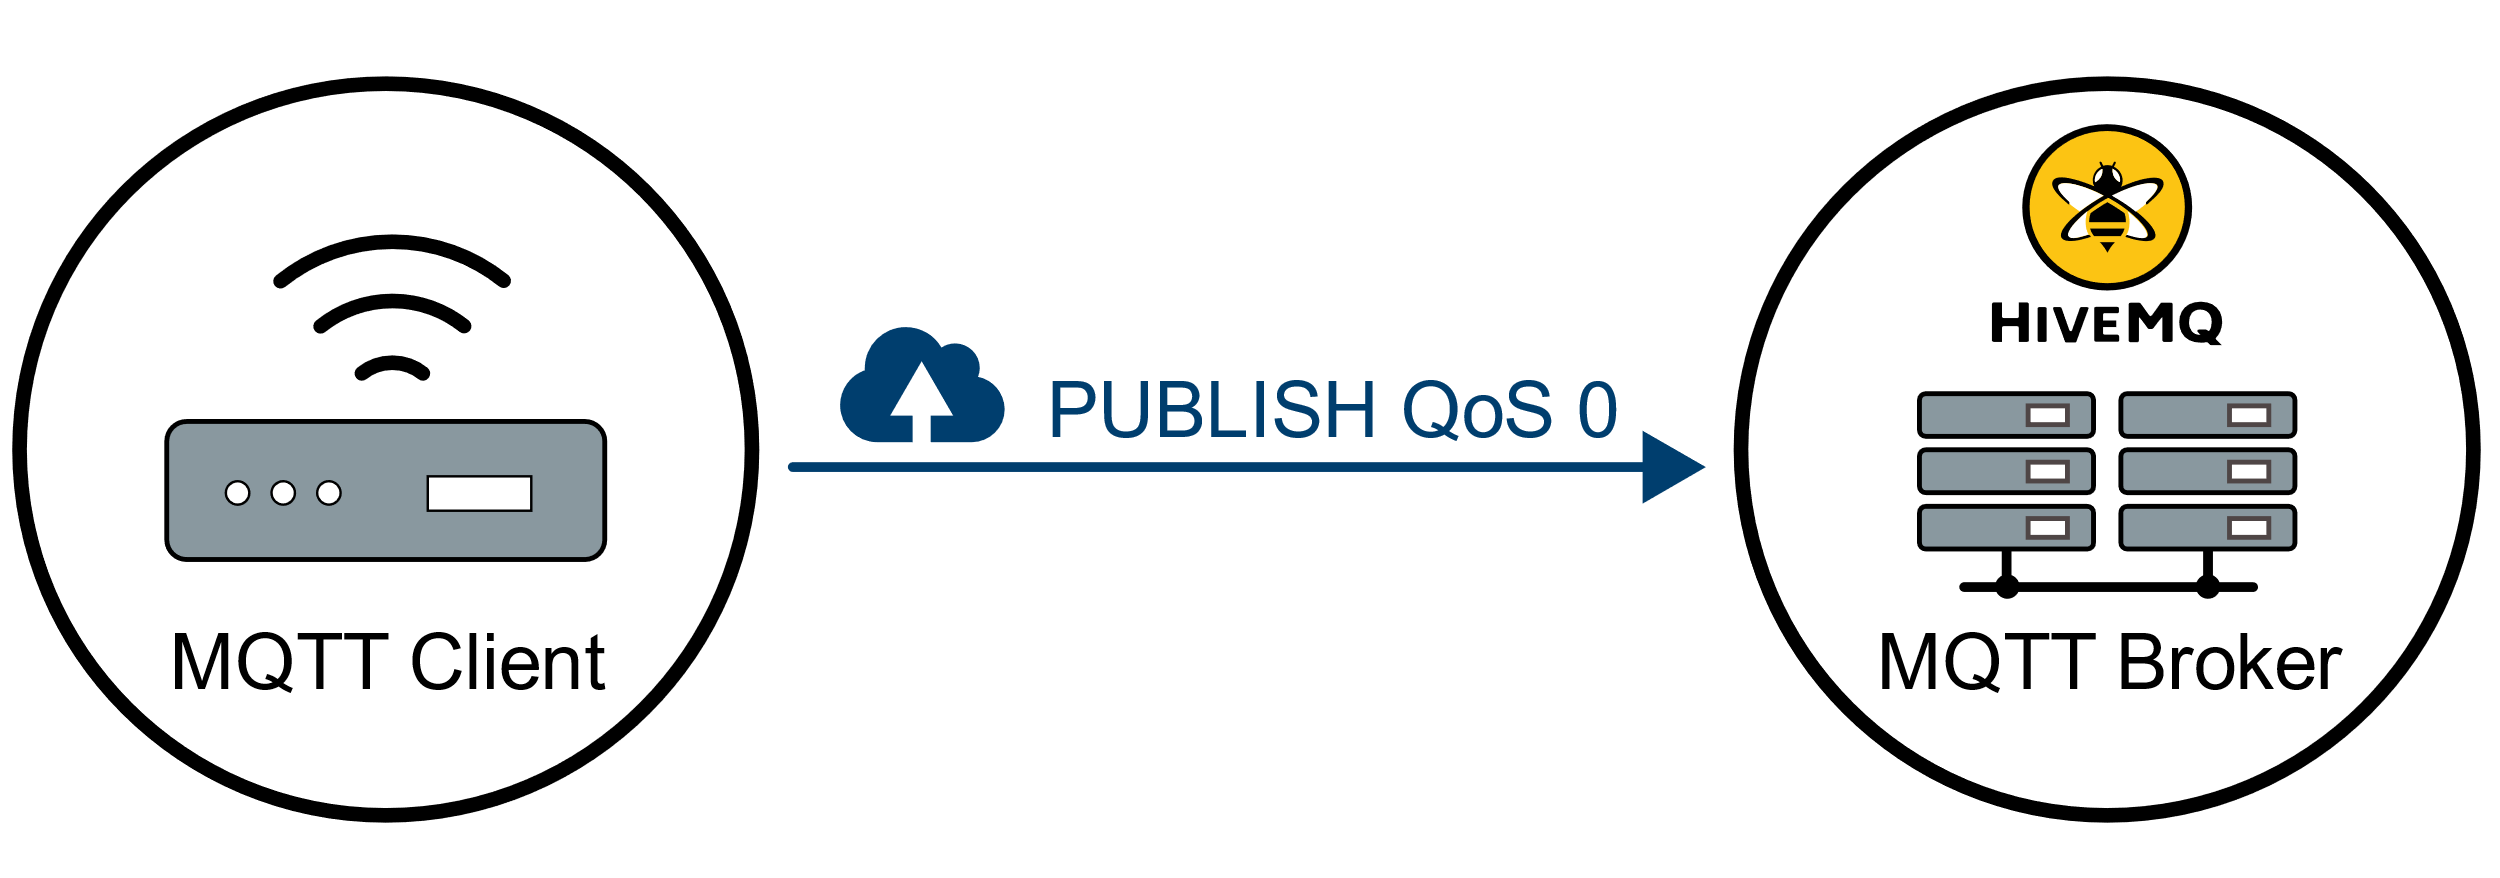 HIVEMQ
PUBLISH QoS 0
MQTT Client
MQTT Broker